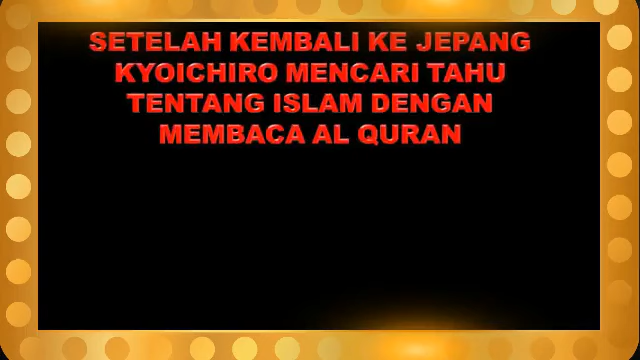 SETELAH KEMBALI KE JEPANG
KYOICHIRO MENCARI TAHU
TENTANG ISLAM DENGAN
MEMBACA AL QURAN